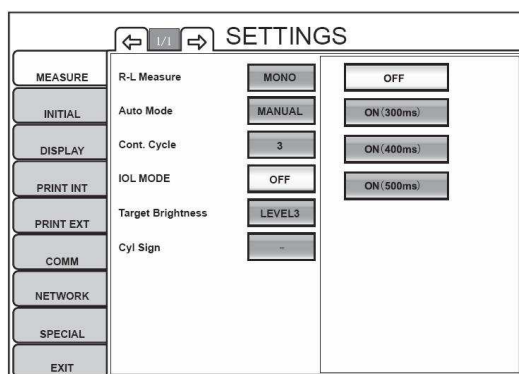 1/1
SETTINGS
MEASURE
INITIAL
DISPLAY
PRINT INT
PRINT EXT
COMM
NETWORK
SPECIAL
EXIT
R-L Measure MONO
Auto Mode MANUAL
Cont. Cycle 3
IOL MODE OFF
Target Brightness LEVEL3
Cyl Sign -
OFF
ON(300ms)
ON(400ms)
ON(500ms)